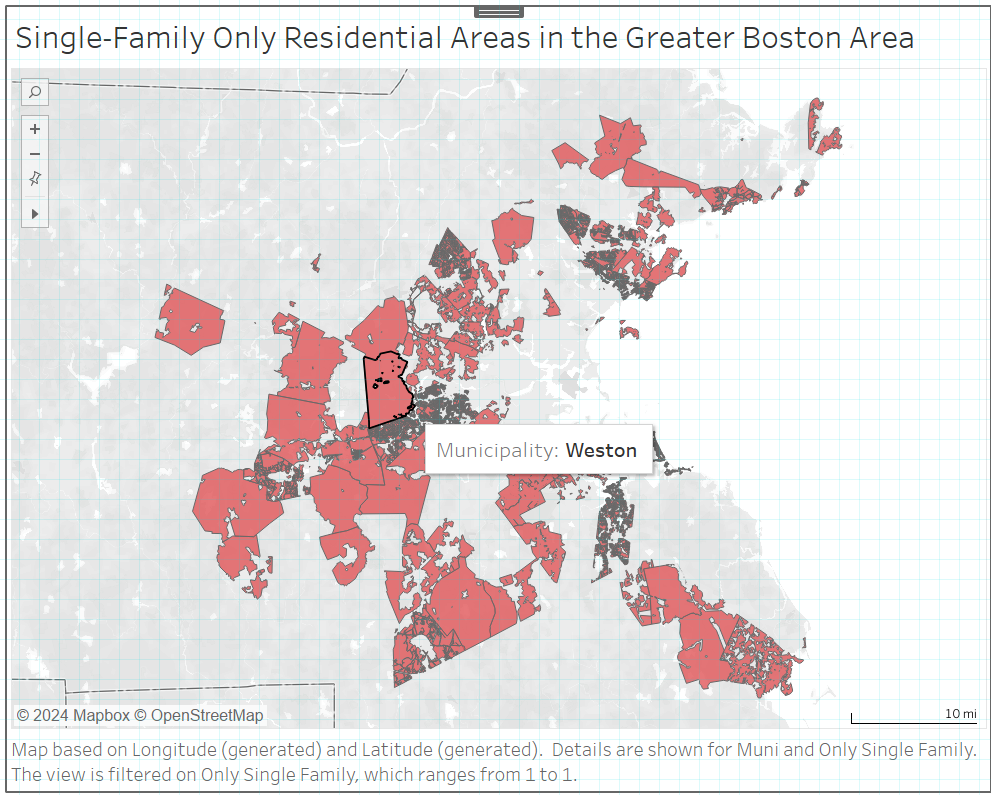 Single-Family Only Residential Areas in the Greater Boston Area
Municipality: Weston
© 2024 Mapbox © OpenStreetMap
10 mi
Map based on Longitude (generated) and Latitude (generated).  Details are shown for Muni and Only Single Family.
The view is filtered on Only Single Family, which ranges from 1 to 1.